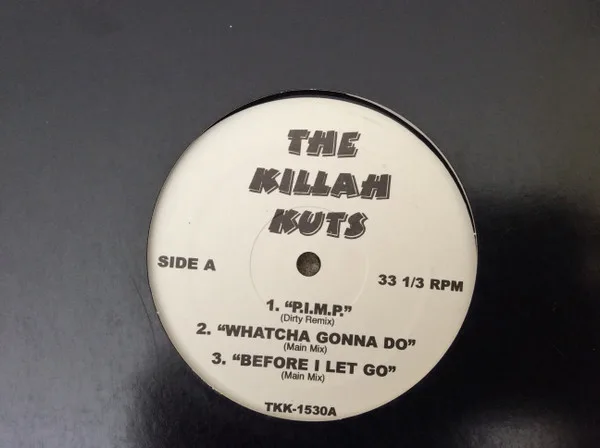 THE
KILLAH
KUTS
SIDE A
33 1/3 RPM
1. “P.I.M.P.”
(Dirty Remix)
2. “WHATCHA GONNA DO”
(Main Mix)
3. “BEFORE I LET GO”
(Main Mix)
TKK-1530A